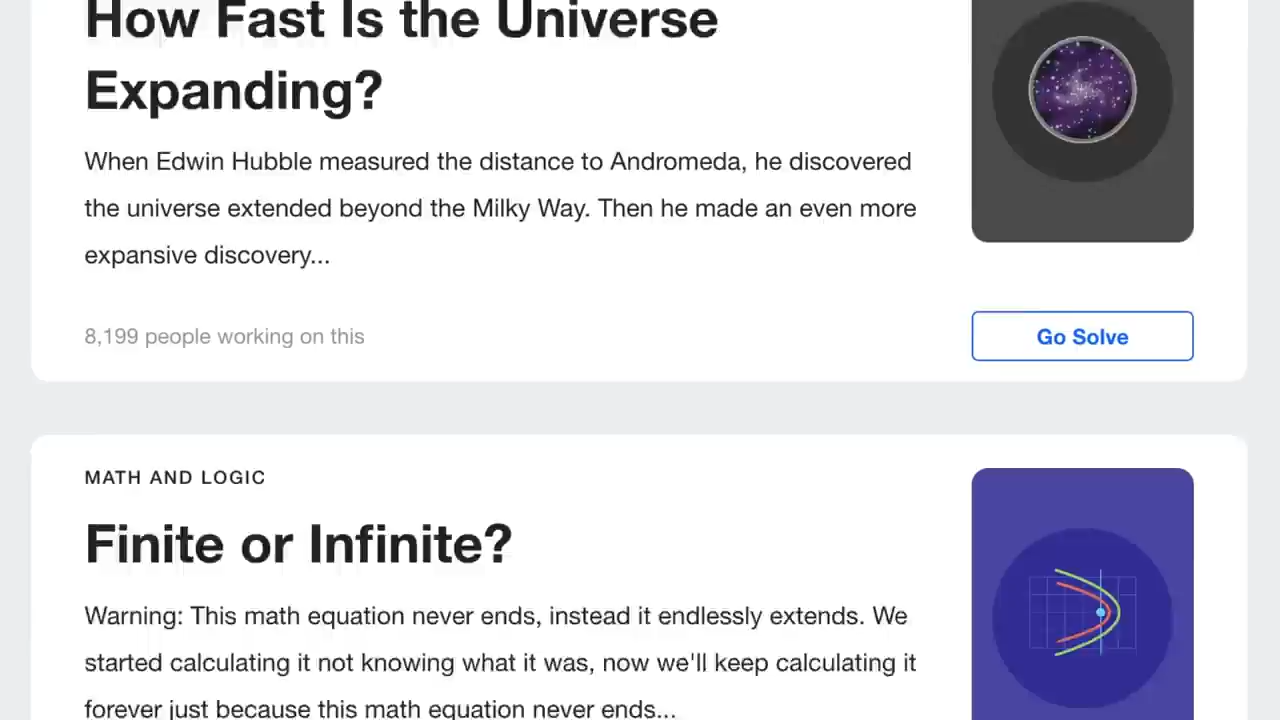 How Fast Is the Universe
Expanding?
When Edwin Hubble measured the distance to Andromeda, he discovered
the universe extended beyond the Milky Way. Then he made an even more
expansive discovery...
8,199 people working on this
Go Solve
MATH AND LOGIC
Finite or Infinite?
Warning: This math equation never ends, instead it endlessly extends. We
started calculating it not knowing what it was, now we'll keep calculating it
forever just because this math equation never ends...